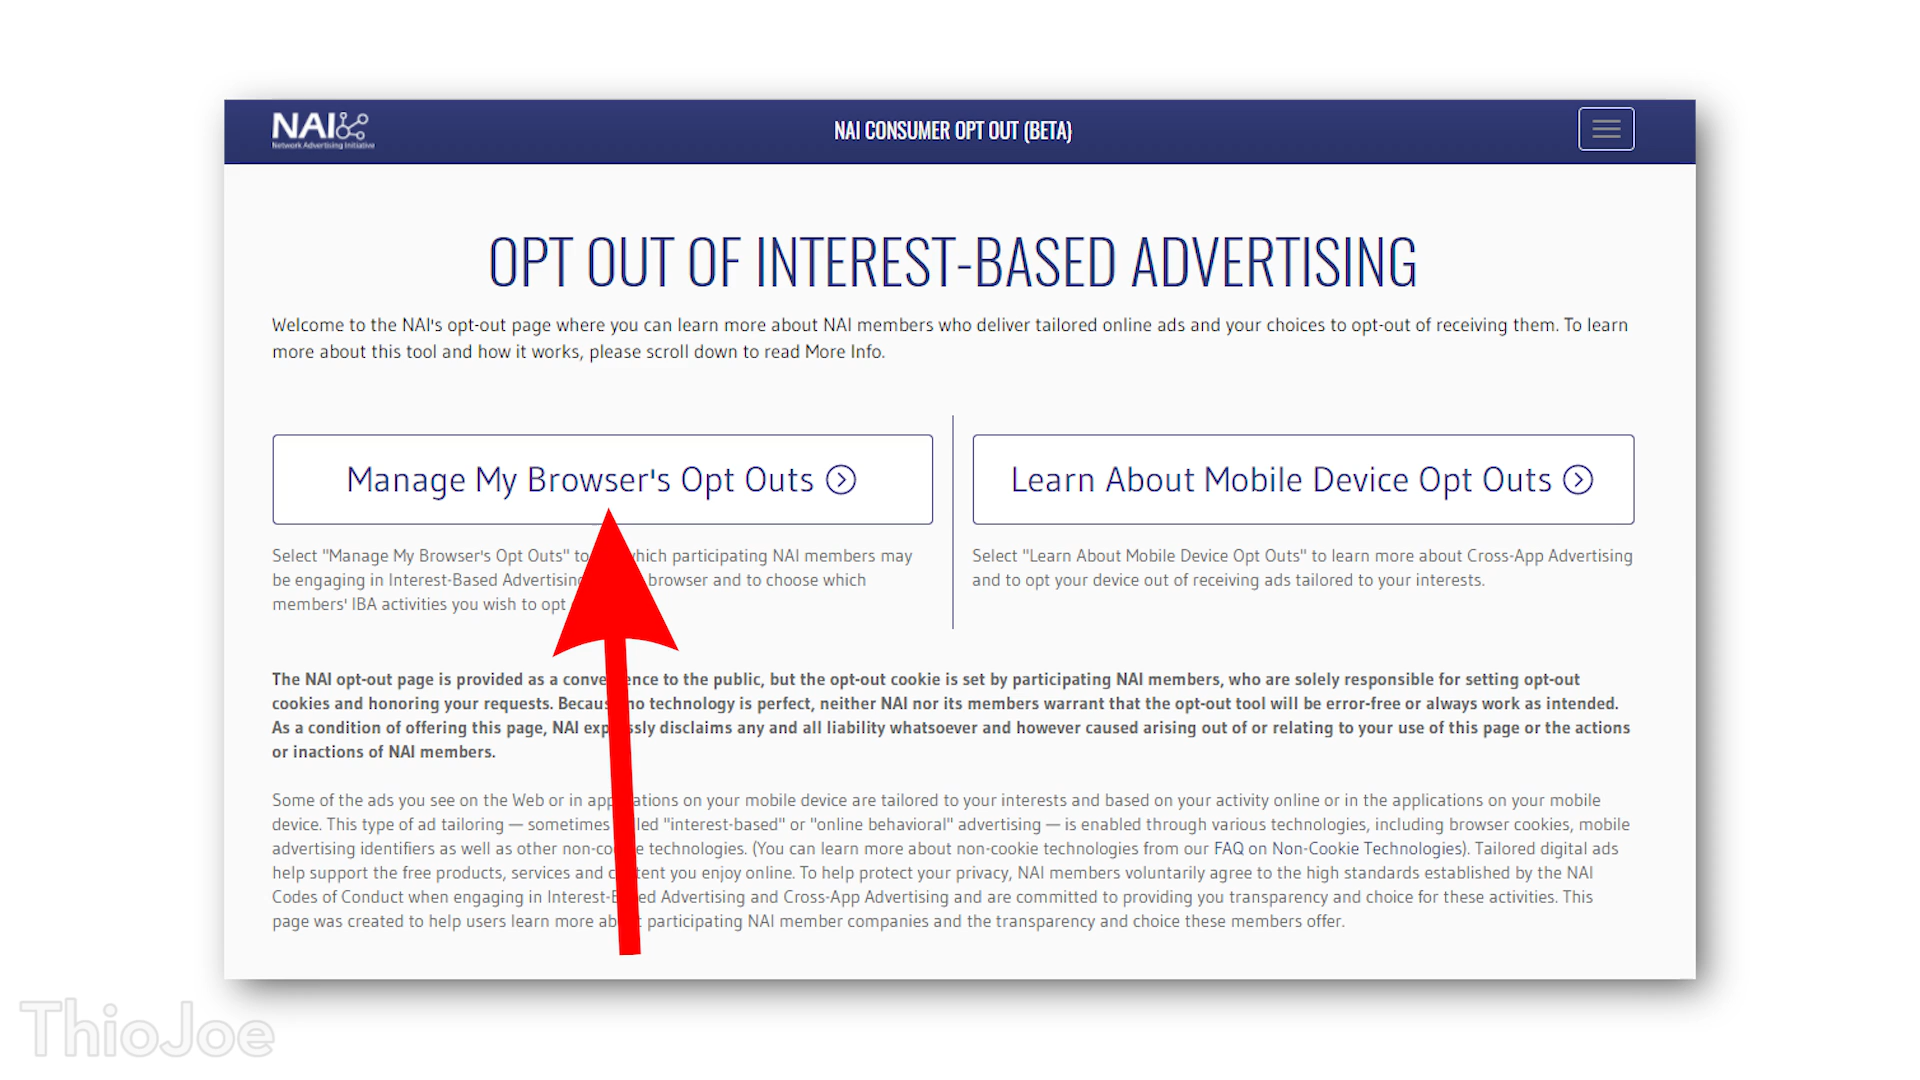 NAI
Network Advertising Initiative
NAI CONSUMER OPT OUT (BETA)
OPT OUT OF INTEREST-BASED ADVERTISING
Welcome to the NAI's opt-out page where you can learn more about NAI members who deliver tailored online ads and your choices to opt-out of receiving them. To learn
more about this tool and how it works, please scroll down to read More Info.
Manage My Browser's Opt Outs
Select "Manage My Browser's Opt Outs" to which participating NAI members may
be engaging in Interest-Based Advertising browser and to choose which
members' IBA activities you wish to opt
Learn About Mobile Device Opt Outs
Select "Learn About Mobile Device Opt Outs" to learn more about Cross-App Advertising
and to opt your device out of receiving ads tailored to your interests.
The NAI opt-out page is provided as a convenience to the public, but the opt-out cookie is set by participating NAI members, who are solely responsible for setting opt-out
cookies and honoring your requests. Because no technology is perfect, neither NAI nor its members warrant that the opt-out tool will be error-free or always work as intended.
As a condition of offering this page, NAI expressly disclaims any and all liability whatsoever and however caused arising out of or relating to your use of this page or the actions
or inactions of NAI members.
Some of the ads you see on the Web or in applications on your mobile device are tailored to your interests and based on your activity online or in the applications on your mobile
device. This type of ad tailoring — sometimes called "interest-based" or "online behavioral" advertising — is enabled through various technologies, including browser cookies, mobile
advertising identifiers as well as other non-cookie technologies. (You can learn more about non-cookie technologies from our FAQ on Non-Cookie Technologies). Tailored digital ads
help support the free products, services and content you enjoy online. To help protect your privacy, NAI members voluntarily agree to the high standards established by the NAI
Codes of Conduct when engaging in Interest-Based Advertising and Cross-App Advertising and are committed to providing you transparency and choice for these activities. This
page was created to help users learn more about participating NAI member companies and the transparency and choice these members offer.
ThioJoe